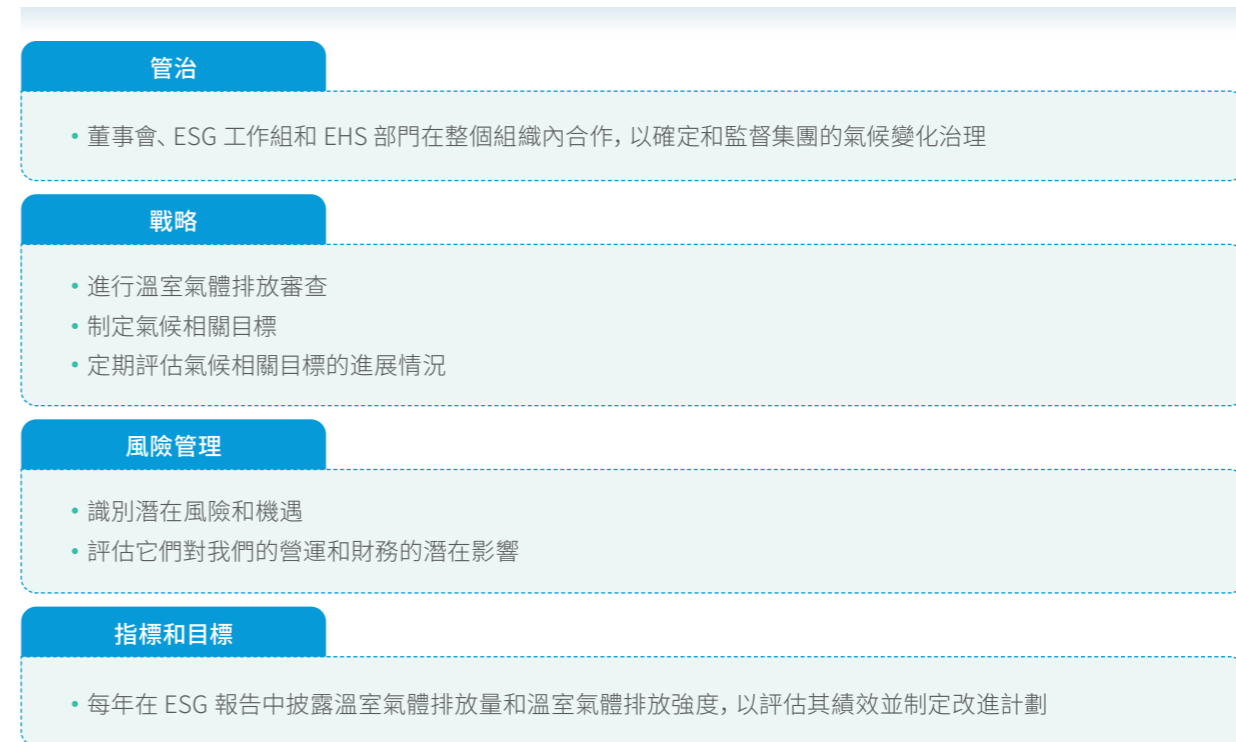 管治
• 董事會、ESG 工作組和 EHS 部門在整個組織內合作，以確定和監督集團的氣候變化治理
戰略
• 進行溫室氣體排放審查
• 制定氣候相關目標
• 定期評估氣候相關目標的進展情況
風險管理
• 識別潛在風險和機遇
• 評估它們對我們的營運和財務的潛在影響
指標和目標
• 每年在 ESG 報告中披露溫室氣體排放量和溫室氣體排放強度，以評估其績效並制定改進計劃